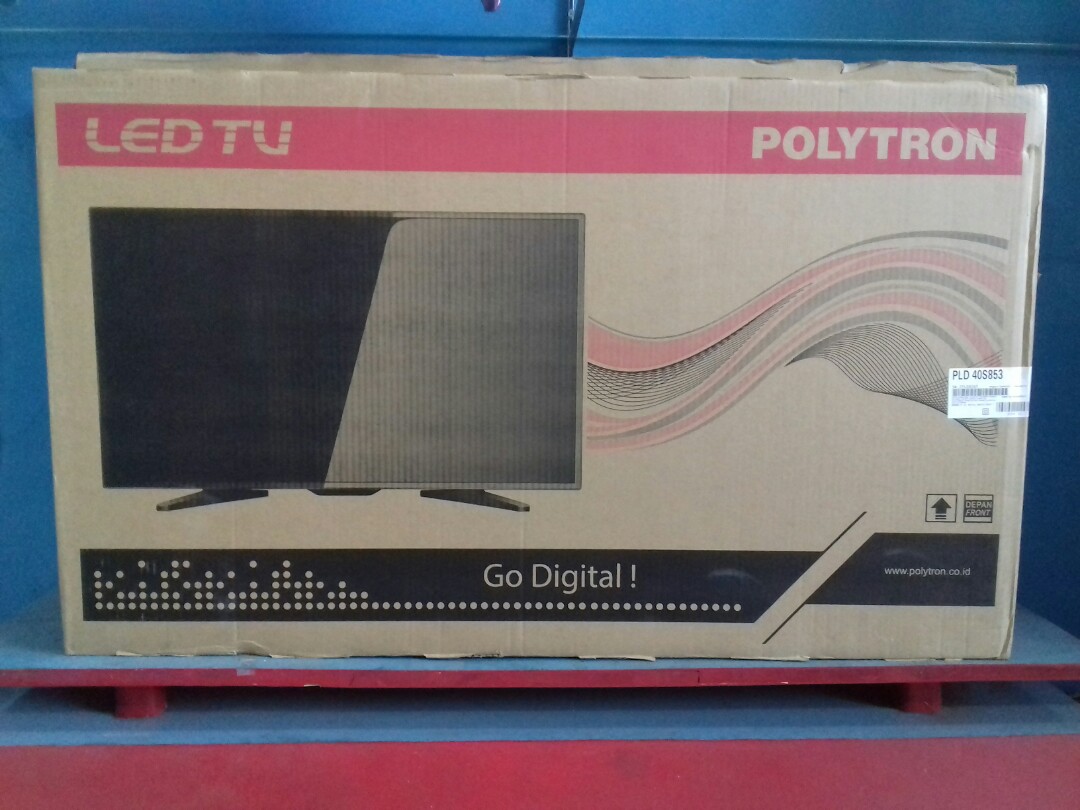 LED TV
POLYTRON
PLD 40S853
DEPAN
FRONT
Go Digital !
www.polytron.co.id